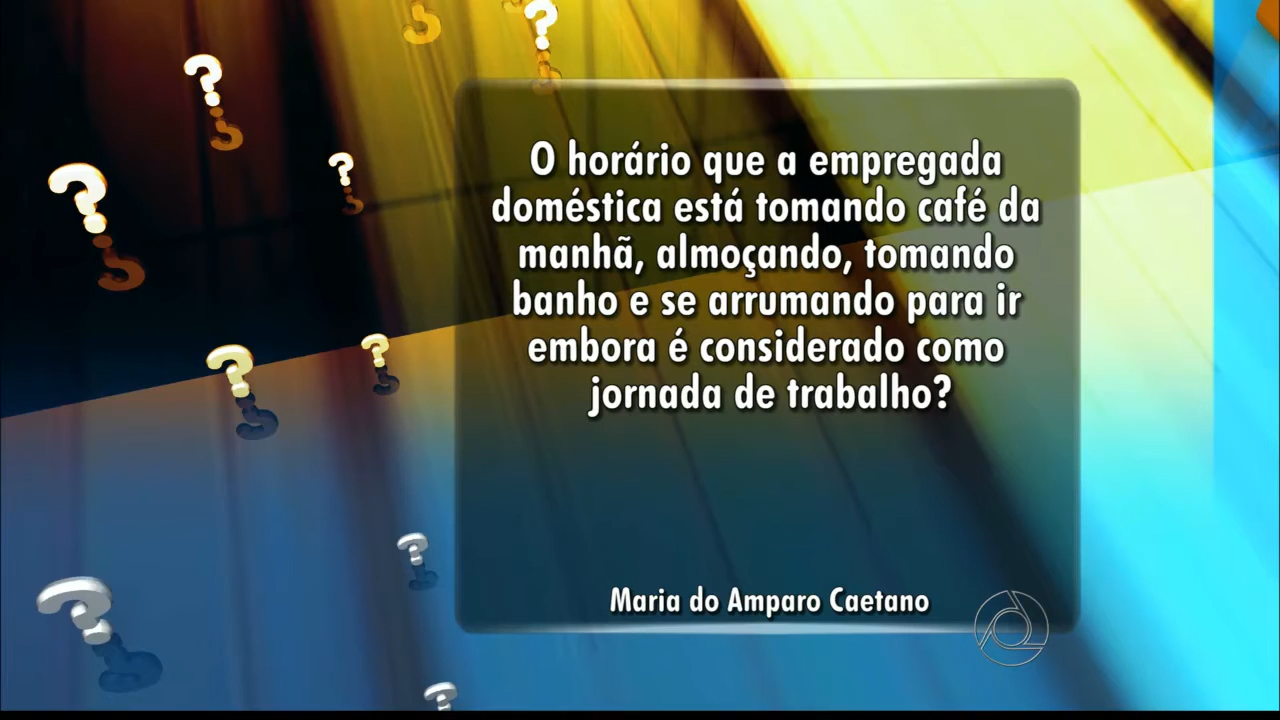 O horário que a empregada
doméstica está tomando café da
manhã, almoçando, tomando
banho e se arrumando para ir
embora é considerado como
jornada de trabalho?
Maria do Amparo Caetano